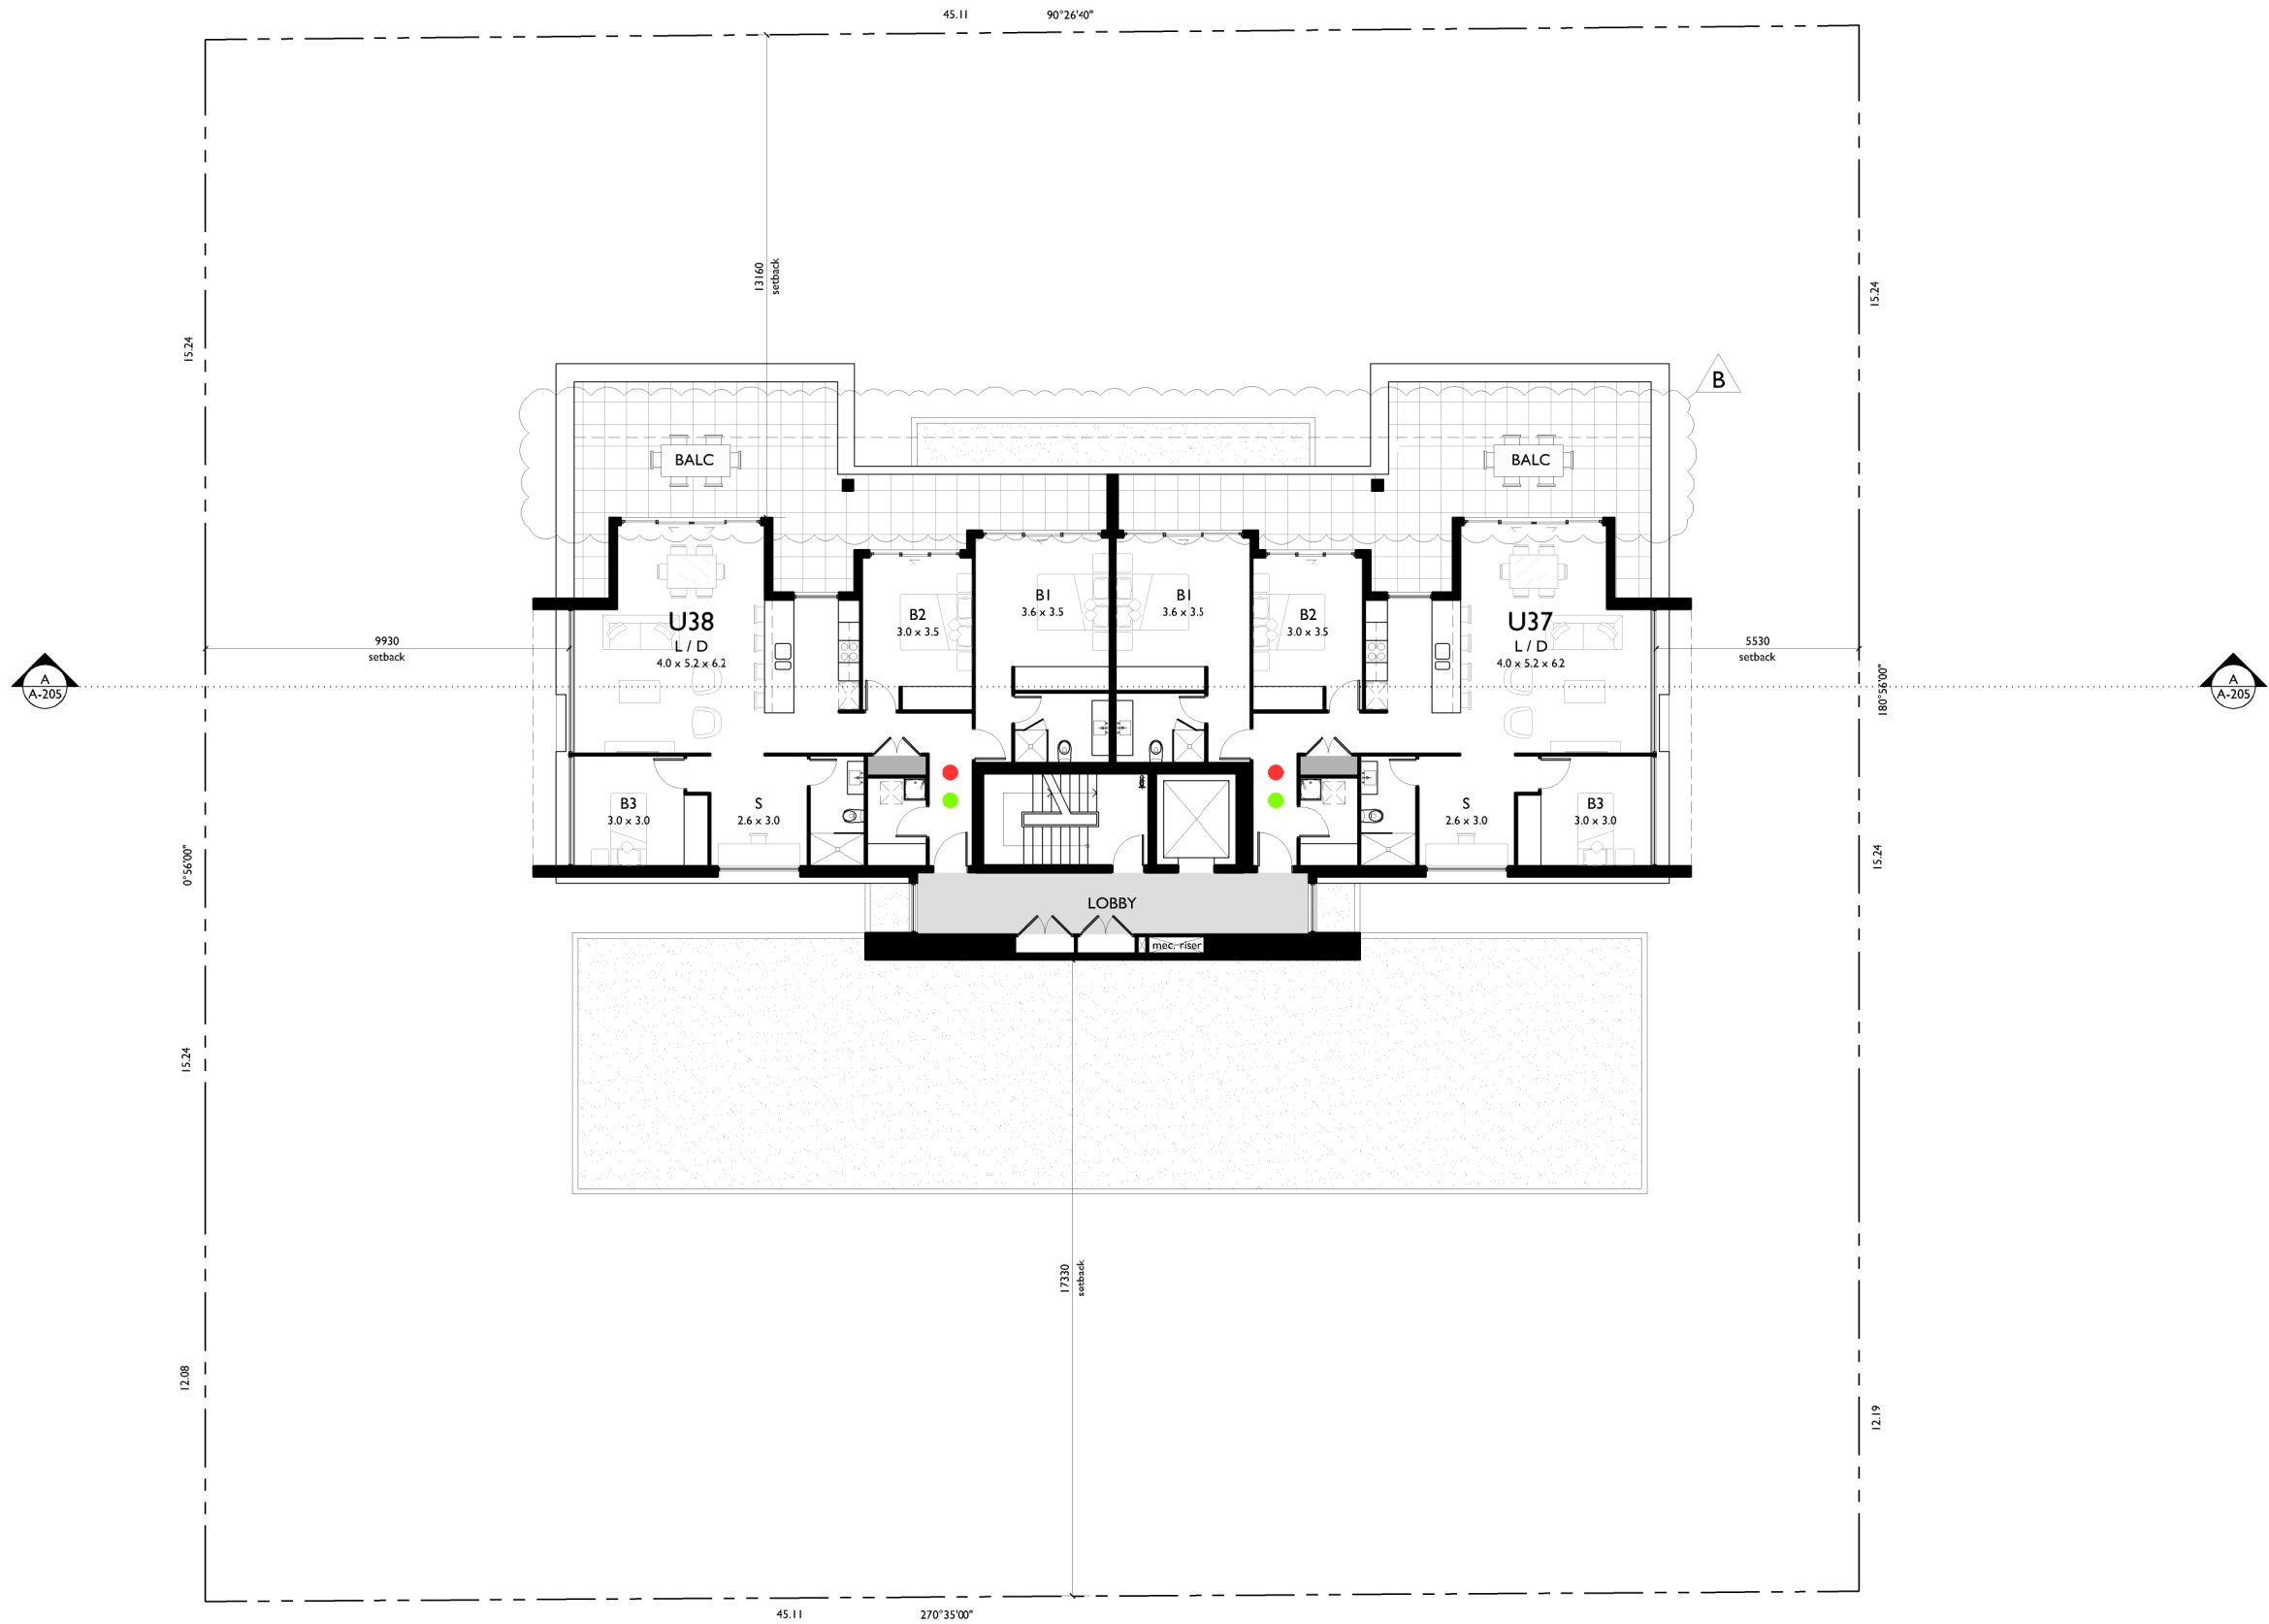 45.11
90°26'40"
13160
setback
15.24
15.24
B
BALC
BALC
B1
3.6 x 3.5
B1
3.6 x 3.5
B2
3.0 x 3.5
B2
3.0 x 3.5
U38
L / D
4.0 x 5.2 x 6.2
U37
L / D
4.0 x 5.2 x 6.2
9930
setback
5530
setback
A
A-205
A
A-205
180°56'00"
B3
3.0 x 3.0
S
2.6 x 3.0
S
2.6 x 3.0
B3
3.0 x 3.0
0°56'00"
15.24
LOBBY
mec. riser
15.24
17330
setback
12.08
12.19
45.11
270°35'00"